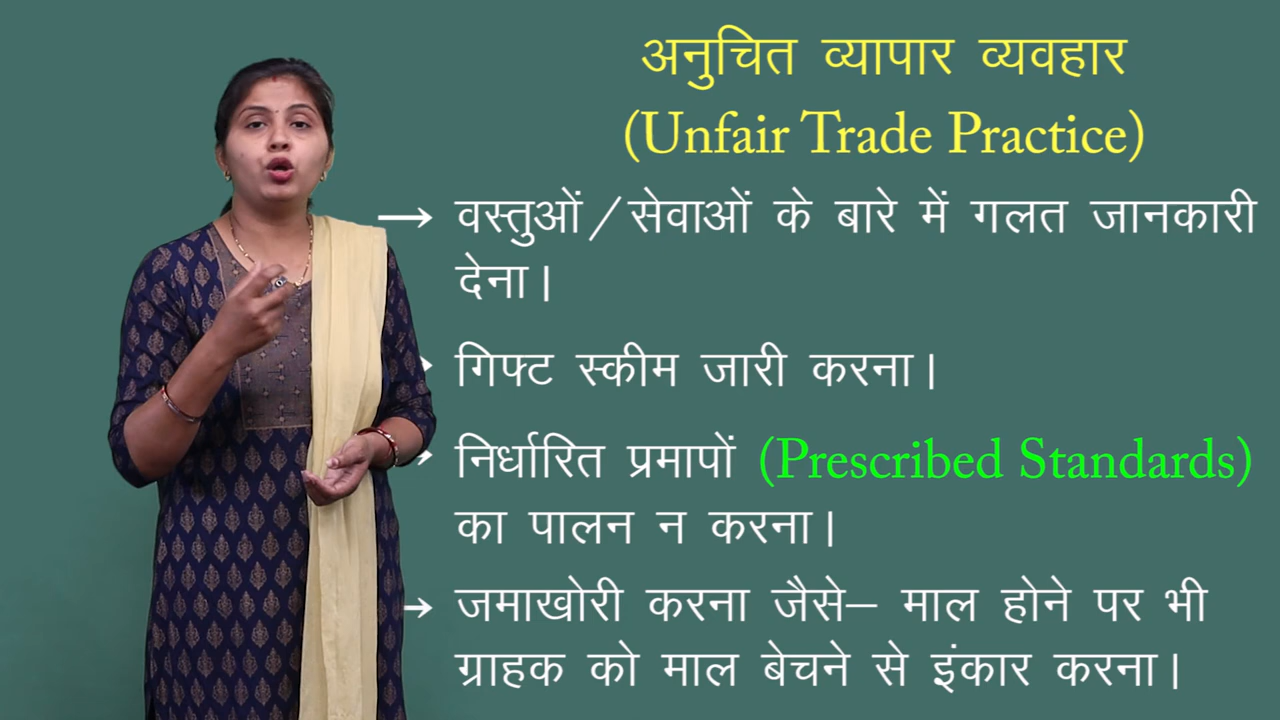 अनुचित व्यापार व्यवहार
(Unfair Trade Practice)
→ वस्तुओं/सेवाओं के बारे में गलत जानकारी
देना।
→ गिफ्ट स्कीम जारी करना।
→ निर्धारित प्रमापों (Prescribed Standards)
का पालन न करना।
→ जमाखोरी करना जैसे– माल होने पर भी
ग्राहक को माल बेचने से इंकार करना।